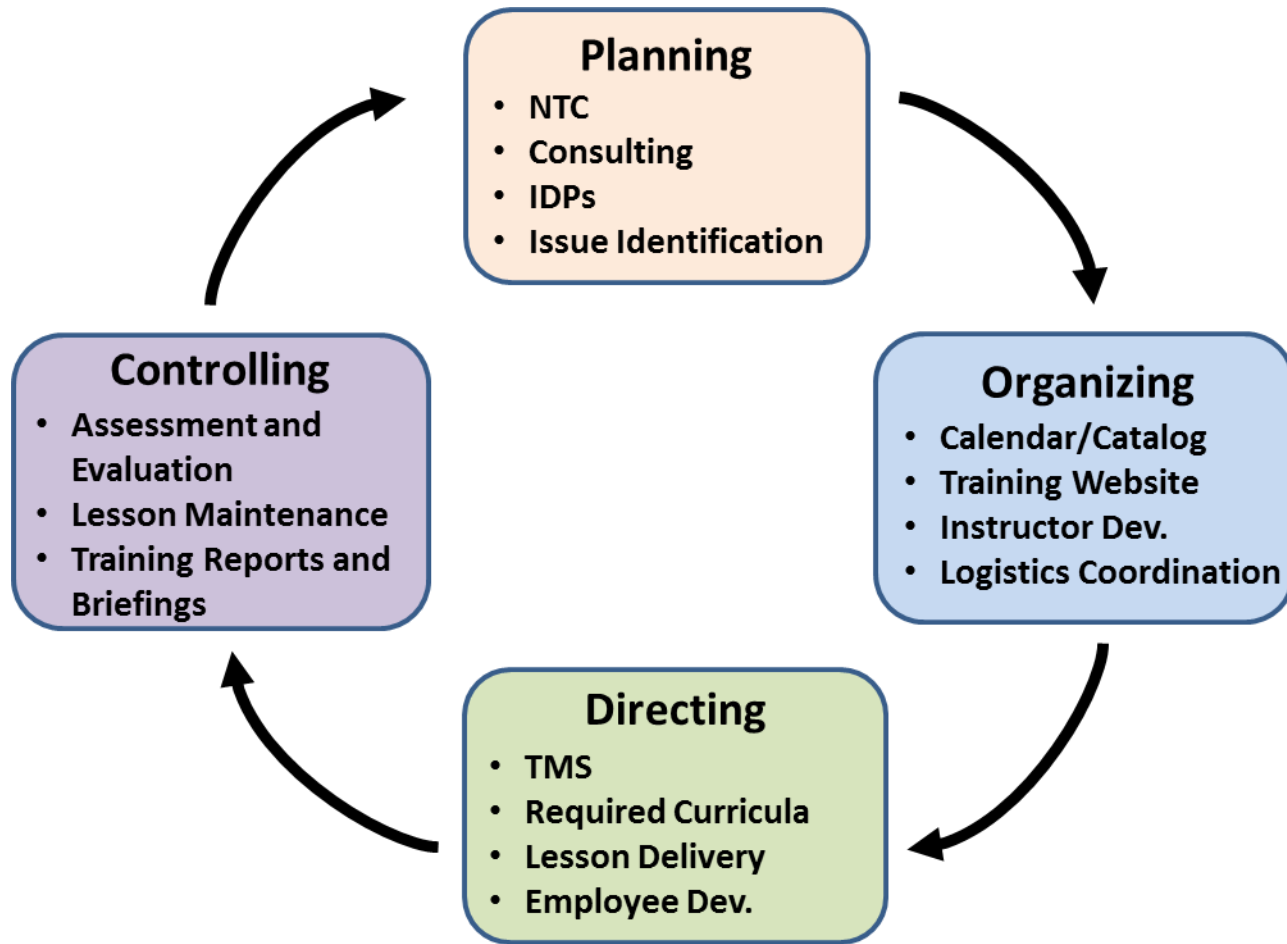 Planning
• NTC
• Consulting
• IDPs
• Issue Identification
Organizing
• Calendar/Catalog
• Training Website
• Instructor Dev.
• Logistics Coordination
Directing
• TMS
• Required Curricula
• Lesson Delivery
• Employee Dev.
Controlling
• Assessment and
Evaluation
• Lesson Maintenance
• Training Reports and
Briefings